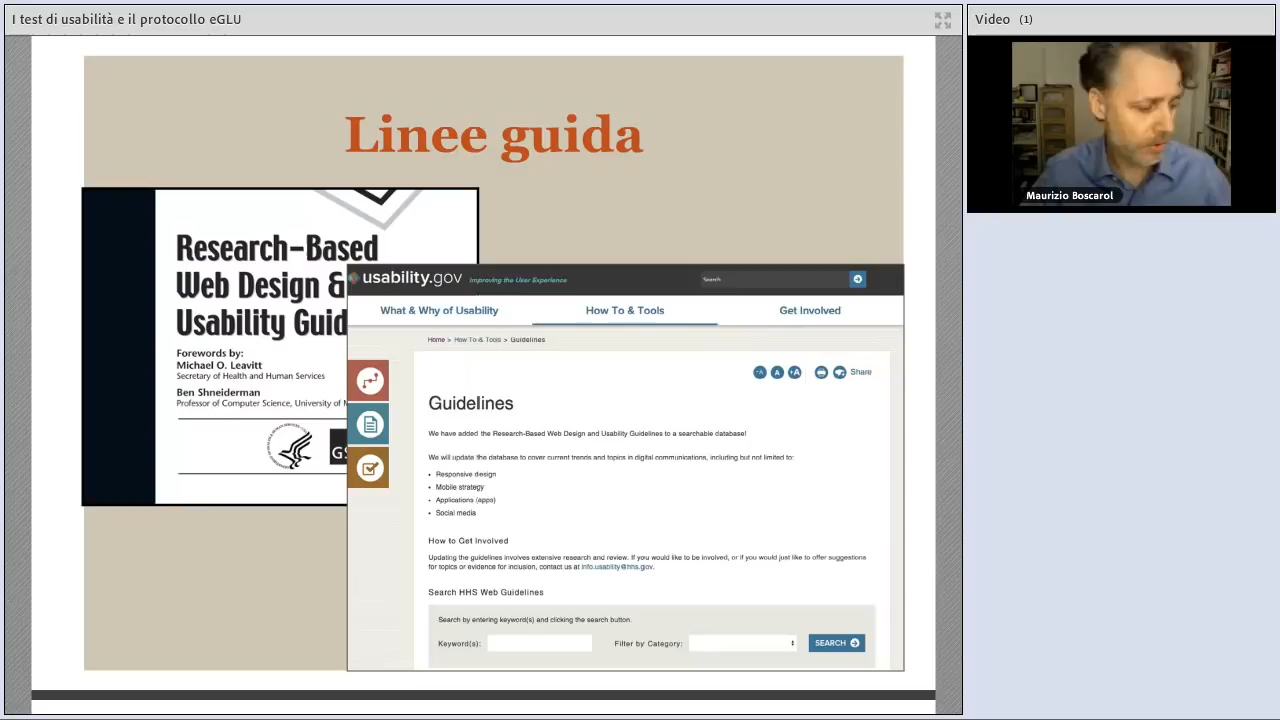 I test di usabilità e il protocollo eGLU
Video (1)
Maurizio Boscarol
Linee guida
Research-Based
Web Design &
Usability Guid
Forewords by:
Michael O. Leavitt
Secretary of Health and Human Services
Ben Shneiderman
Professor of Computer Science, University of M
GS
usability.gov Improving the User Experience
Search
What & Why of Usability How To & Tools Get Involved
Home > How To & Tools > Guidelines
-A A +A Share
Guidelines
We have added the Research-Based Web Design and Usability Guidelines to a searchable database!
We will update the database to cover current trends and topics in digital communications, including but not limited to:
• Responsive design
• Mobile strategy
• Applications (apps)
• Social media
How to Get Involved
Updating the guidelines involves extensive research and review. If you would like to be involved, or if you would just like to offer suggestions
for topics or evidence for inclusion, contact us at info.usability@hhs.gov.
Search HHS Web Guidelines
Search by entering keyword(s) and clicking the search button.
Keyword(s): Filter by Category: SEARCH